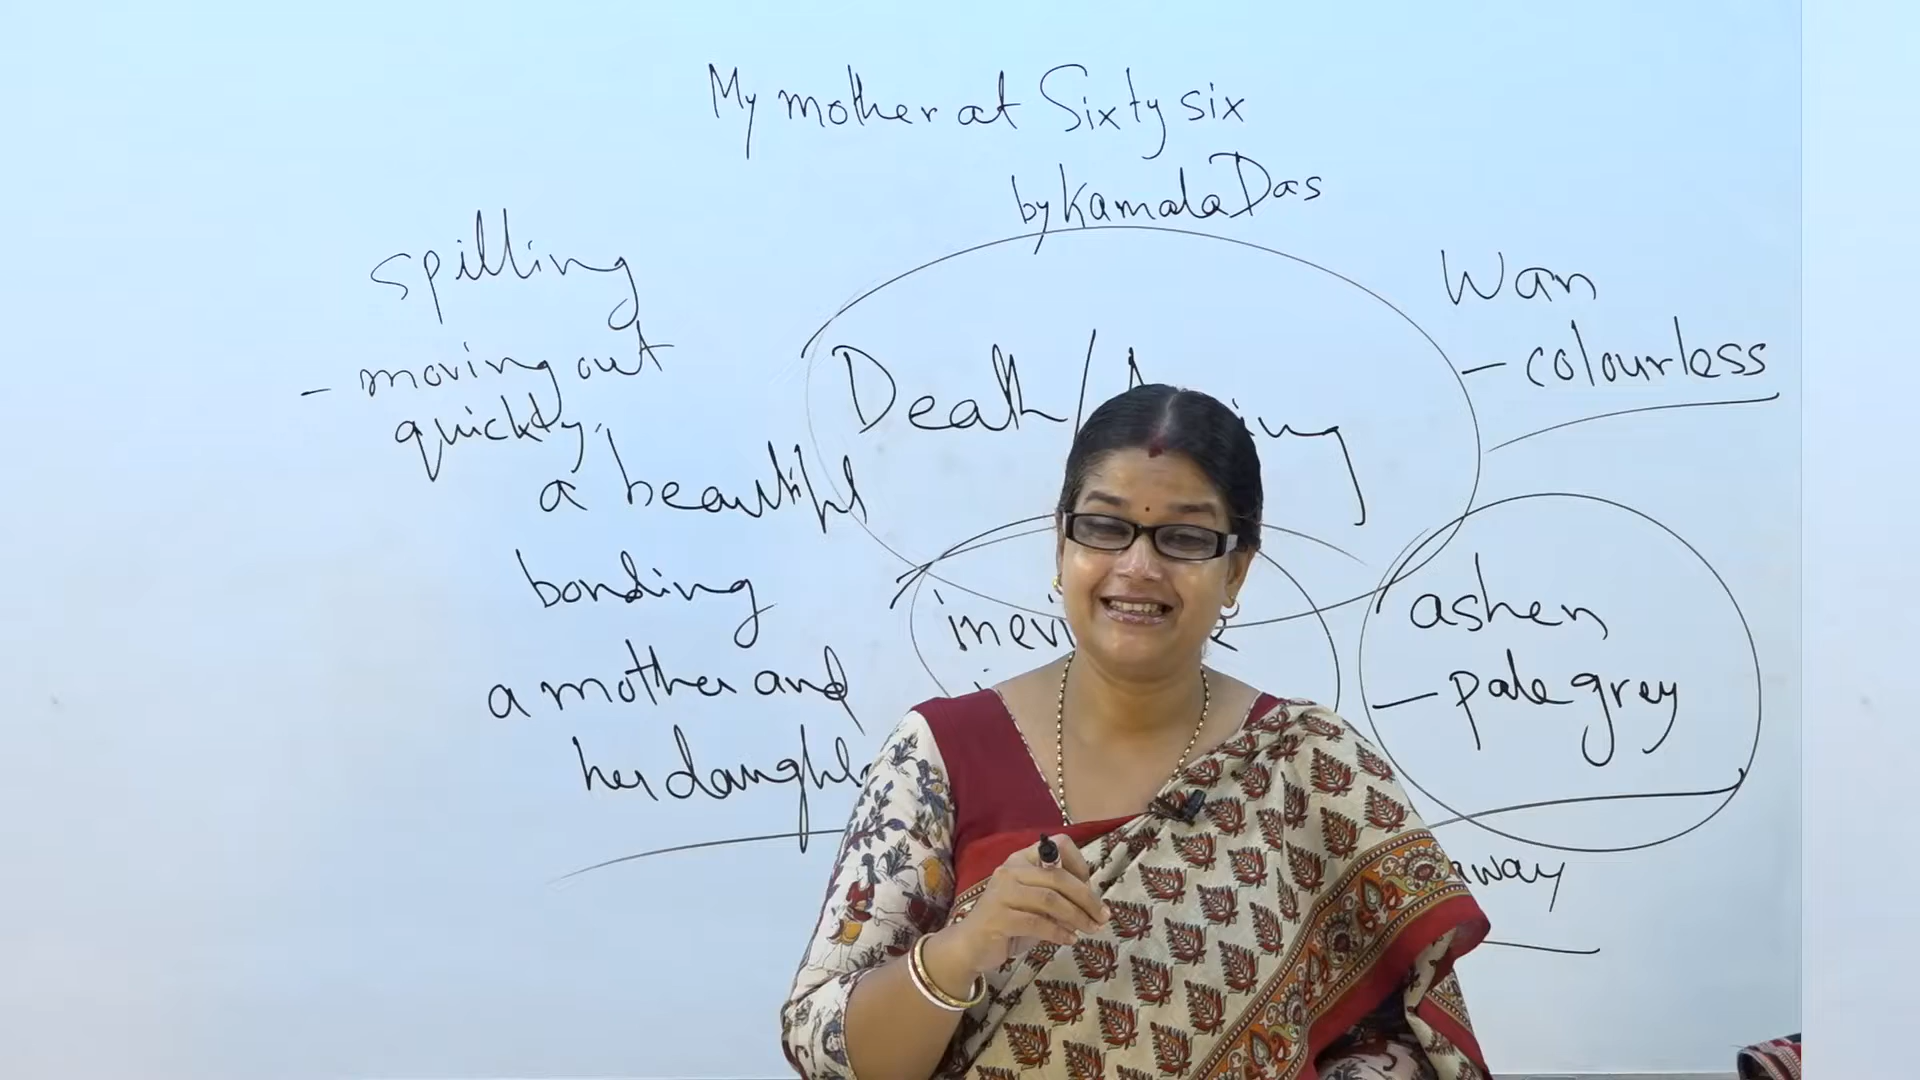 My mother at Sixty six
by Kamala Das
spilling
- moving out
quickly,
a beautiful
bonding
a mother and
her
Death/
Wan
- colourless
ashen
- pale grey